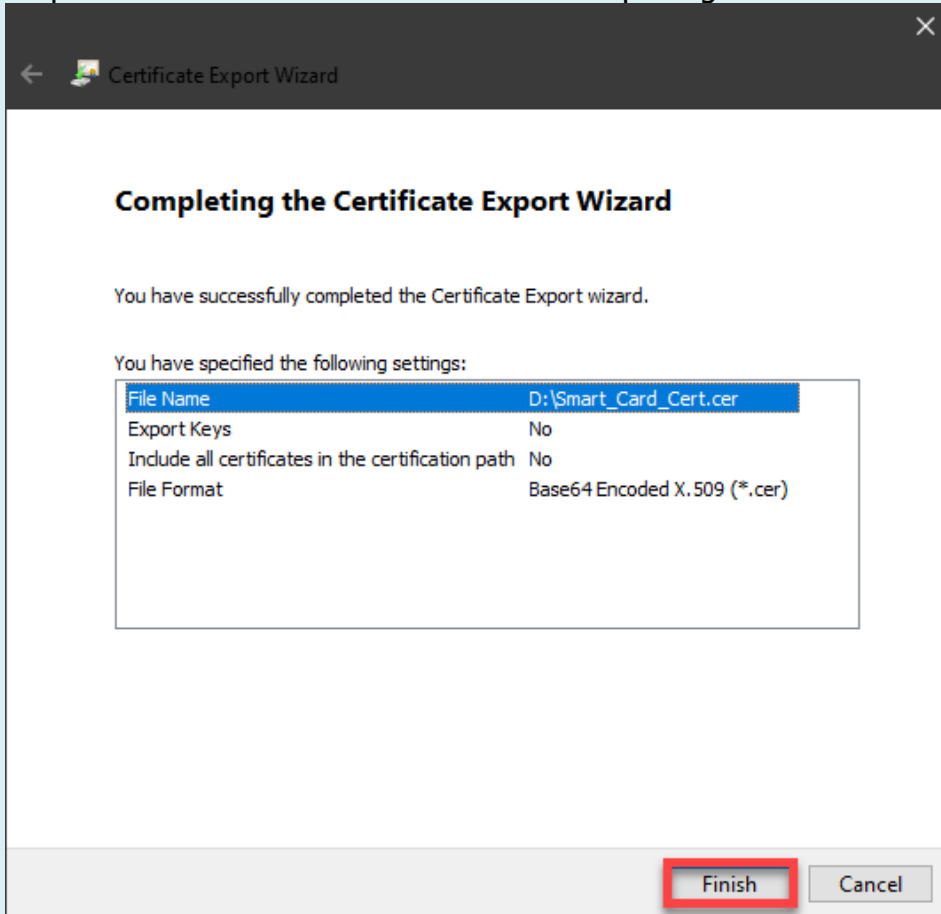 Certificate Export Wizard
Completing the Certificate Export Wizard
You have successfully completed the Certificate Export wizard.
You have specified the following settings:
File Name D:\Smart_Card_Cert.cer
Export Keys No
Include all certificates in the certification path No
File Format Base64 Encoded X.509 (*.cer)
Finish Cancel